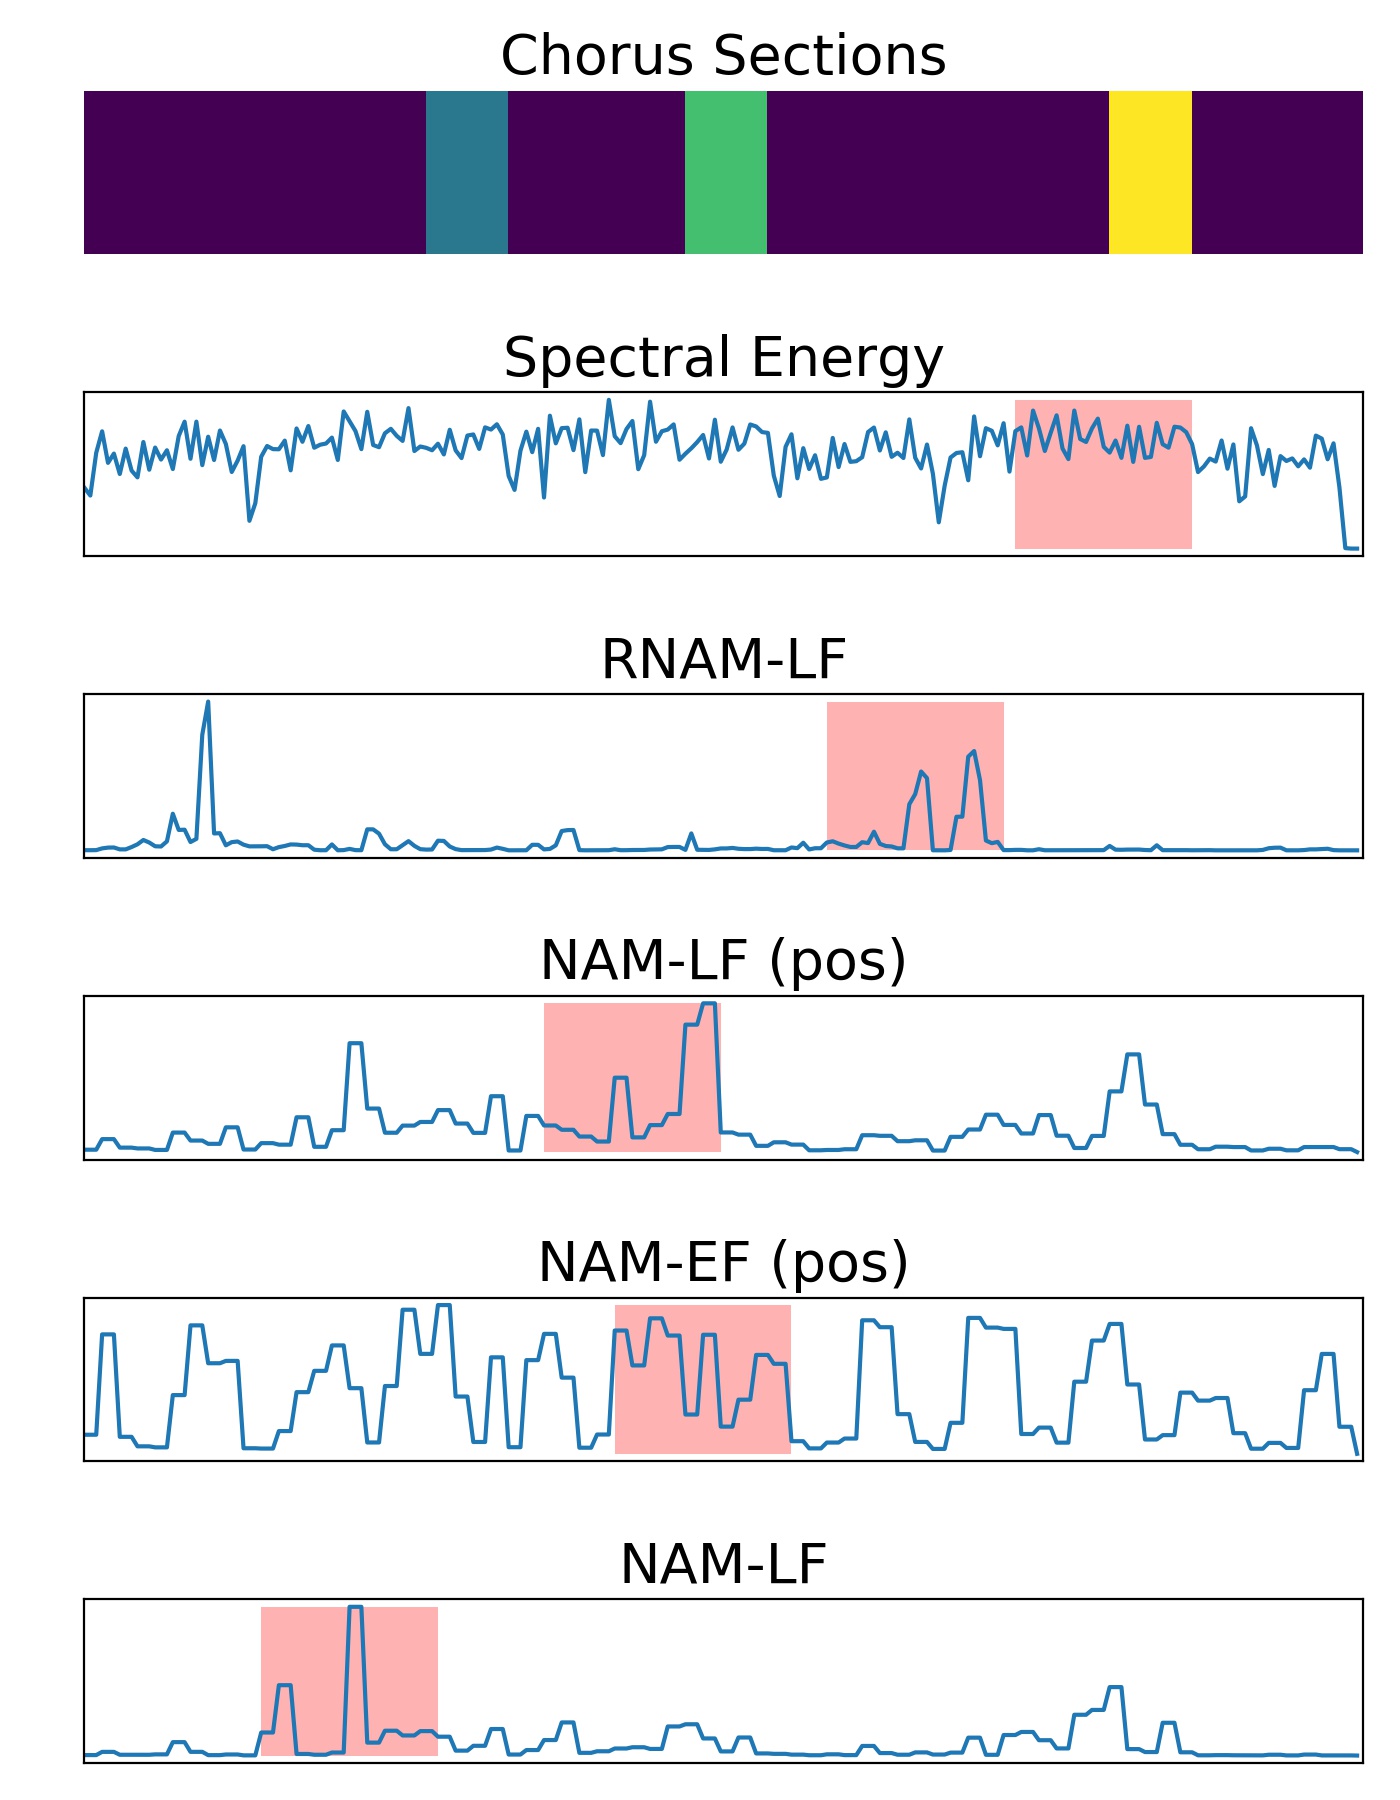 Chorus Sections
Spectral Energy
RNAM-LF
NAM-LF (pos)
NAM-EF (pos)
NAM-LF